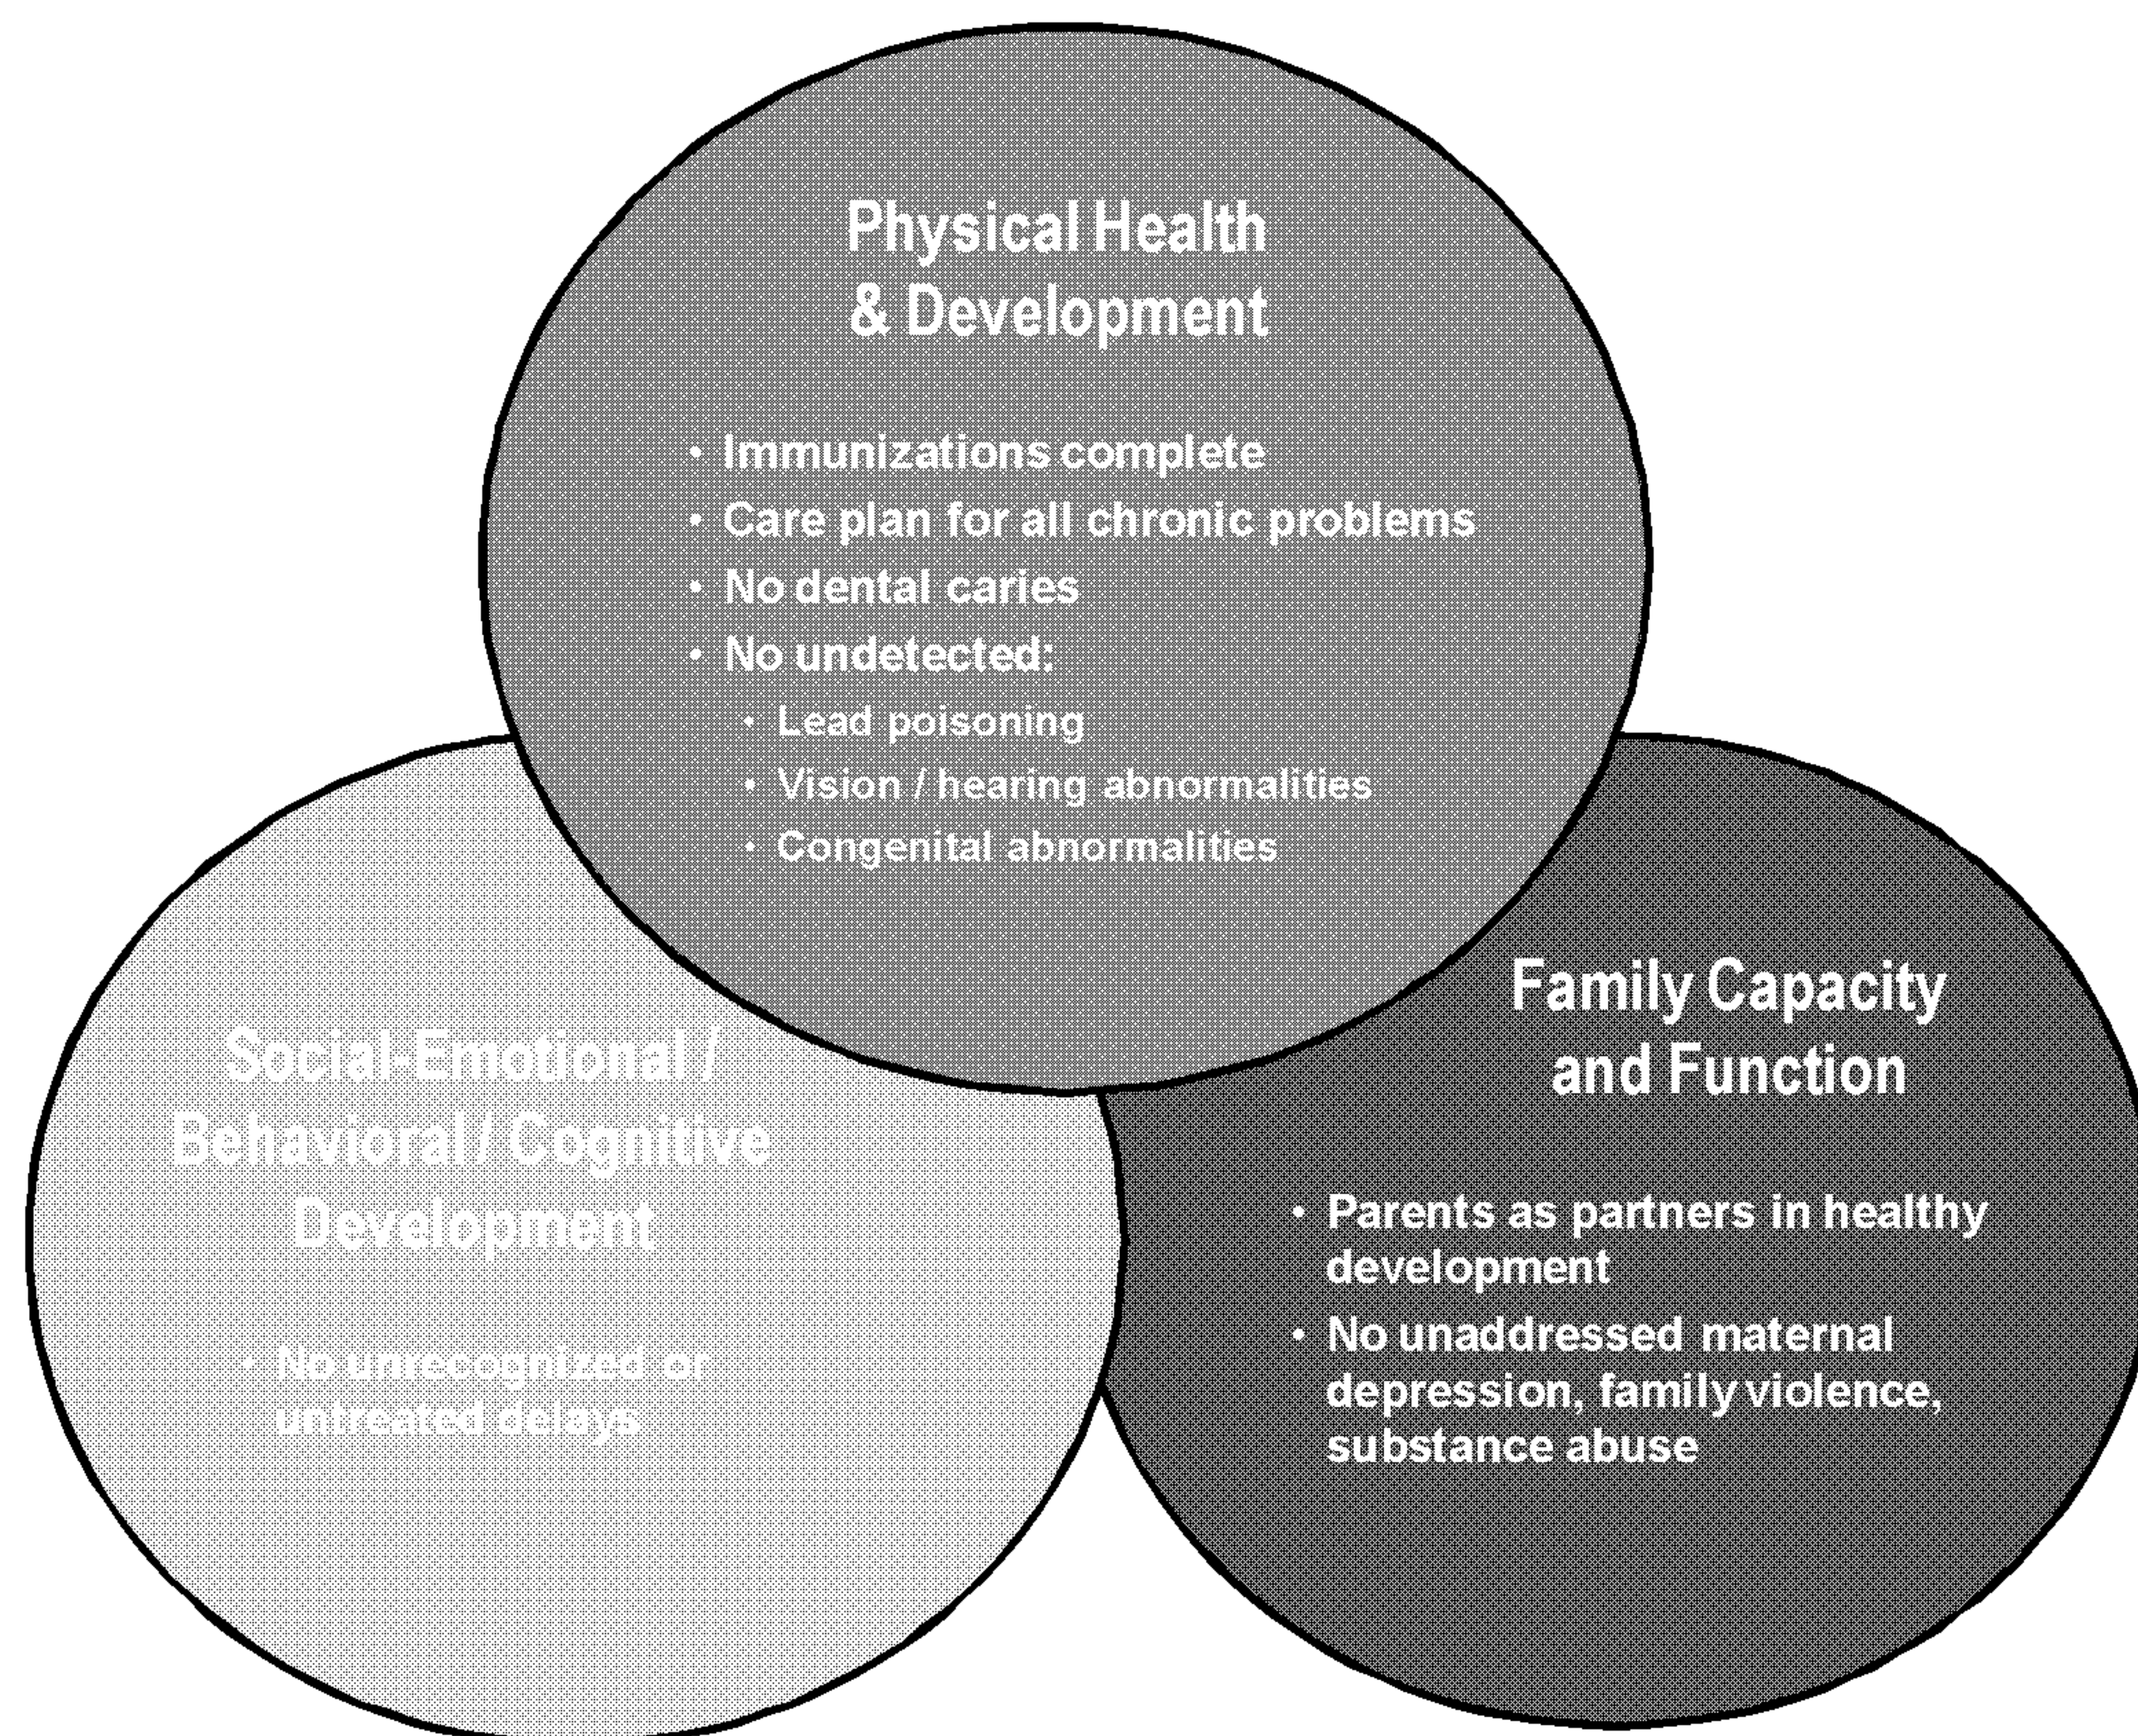 Physical Health
& Development
• Immunizations complete
• Care plan for all chronic problems
• No dental caries
• No undetected:
• Lead poisoning
• Vision / hearing abnormalities
• Congenital abnormalities
Social-Emotional /
Behavioral / Cognitive
Development
• No unrecognized or
untreated delays
Family Capacity
and Function
• Parents as partners in healthy
development
• No unaddressed maternal
depression, family violence,
substance abuse